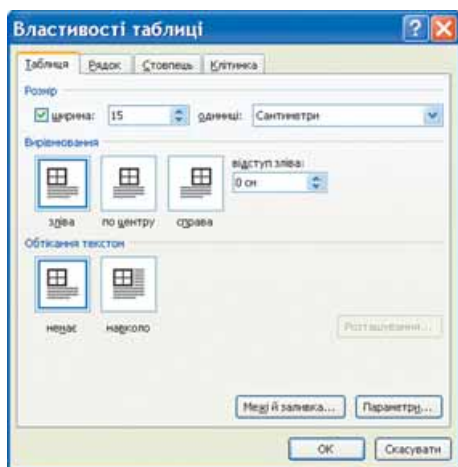 Властивості таблиці
Таблиця Рядок Стовпець Клітинка
Розмір
ширина: 15 одиниці: Сантиметри
Вирівнювання
відступ зліва:
0 см
зліва по центру справа
Обтікання текстом
немає навколо
Розташування...
Межі й заливка... Параметри...
ОК Скасувати